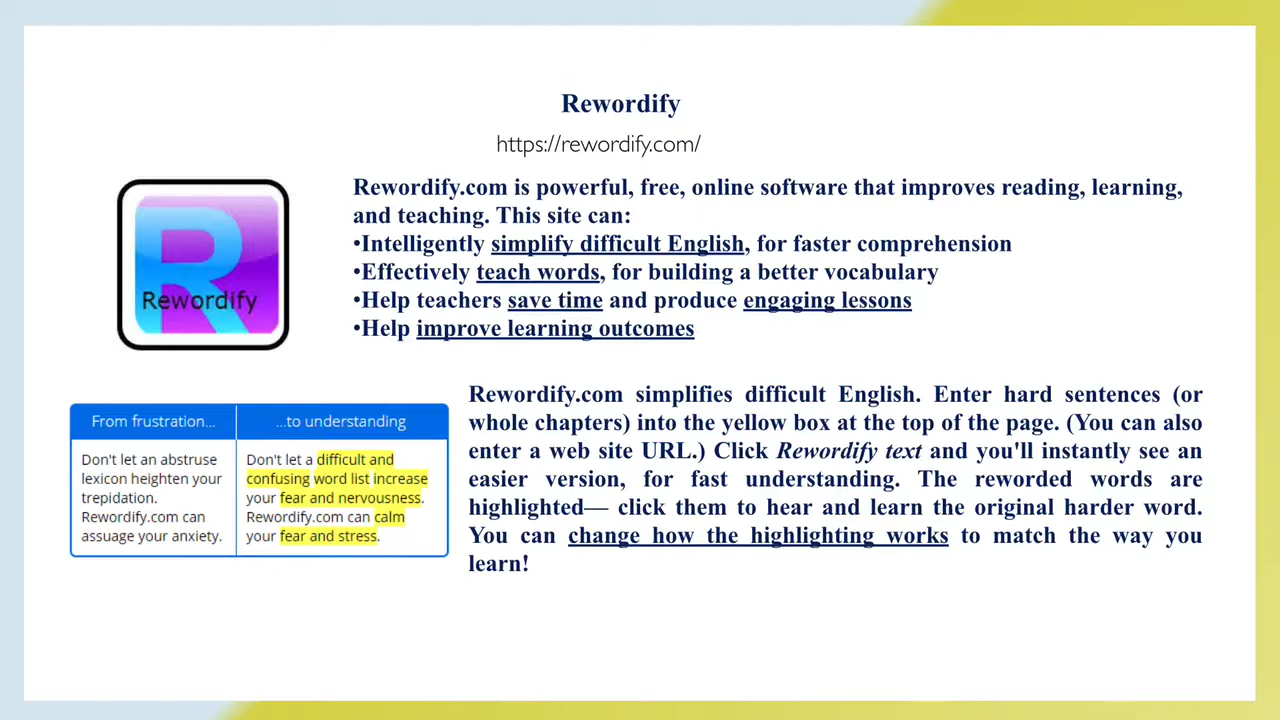 Rewordify
https://rewordify.com/
Rewordify
Rewordify.com is powerful, free, online software that improves reading, learning,
and teaching. This site can:
•Intelligently simplify difficult English, for faster comprehension
•Effectively teach words, for building a better vocabulary
•Help teachers save time and produce engaging lessons
•Help improve learning outcomes
From frustration...
Don't let an abstruse
lexicon heighten your
trepidation.
Rewordify.com can
assuage your anxiety.
...to understanding
Don't let a difficult and
confusing word list increase
your fear and nervousness.
Rewordify.com can calm
your fear and stress.
Rewordify.com simplifies difficult English. Enter hard sentences (or
whole chapters) into the yellow box at the top of the page. (You can also
enter a web site URL.) Click Rewordify text and you'll instantly see an
easier version, for fast understanding. The reworded words are
highlighted— click them to hear and learn the original harder word.
You can change how the highlighting works to match the way you
learn!